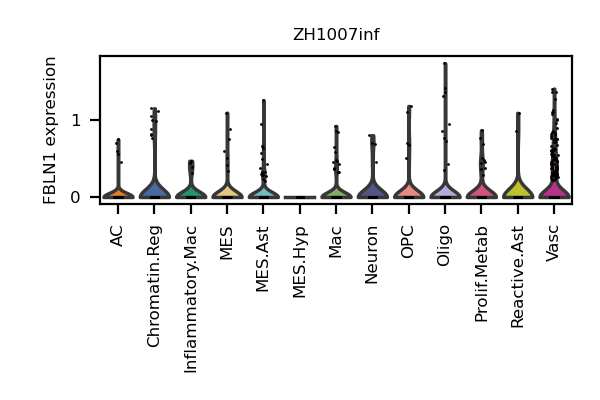 ZH1007inf
FBLN1 expression
1
0
AC
Chromatin.Reg
Inflammatory.Mac
MES
MES.Ast
MES.Hyp
Mac
Neuron
OPC
Oligo
Prolif.Metab
Reactive.Ast
Vasc